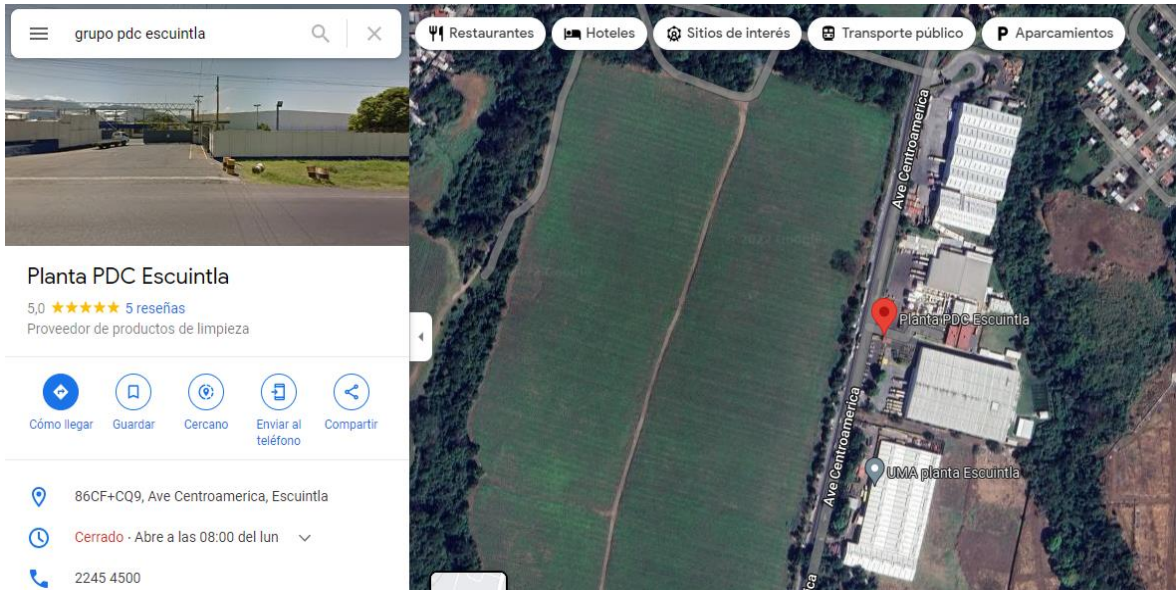 grupo pdc escuintla
Restaurantes
Hoteles
Sitios de interés
Transporte público
P Aparcamientos
Planta PDC Escuintla
5,0 ★★★★★ 5 reseñas
Proveedor de productos de limpieza
Cómo llegar
Guardar
Cercano
Enviar al
teléfono
Compartir
86CF+CQ9, Ave Centroamerica, Escuintla
Cerrado · Abre a las 08:00 del lun
2245 4500
Ave Centroamerica
Planta PDC Escuintla
Ave Centroamerica
UMA planta Escuintla